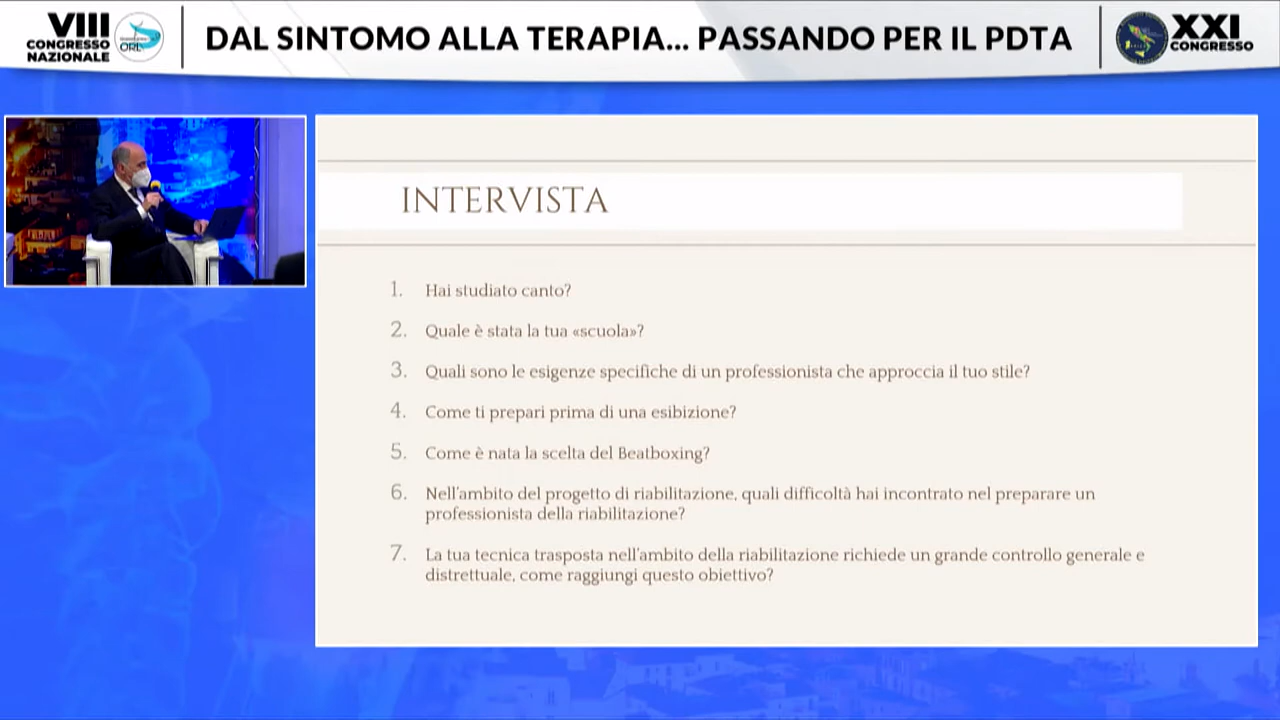 VIII
CONGRESSO
NAZIONALE
ORL
DAL SINTOMO ALLA TERAPIA... PASSANDO PER IL PDTA
XXI
CONGRESSO
INTERVISTA
1. Hai studiato canto?
2. Quale è stata la tua «scuola»?
3. Quali sono le esigenze specifiche di un professionista che approccia il tuo stile?
4. Come ti prepari prima di una esibizione?
5. Come è nata la scelta del Beatboxing?
6. Nell'ambito del progetto di riabilitazione, quali difficoltà hai incontrato nel preparare un
professionista della riabilitazione?
7. La tua tecnica trasposta nell'ambito della riabilitazione richiede un grande controllo generale e
distrettuale, come raggiungi questo obiettivo?